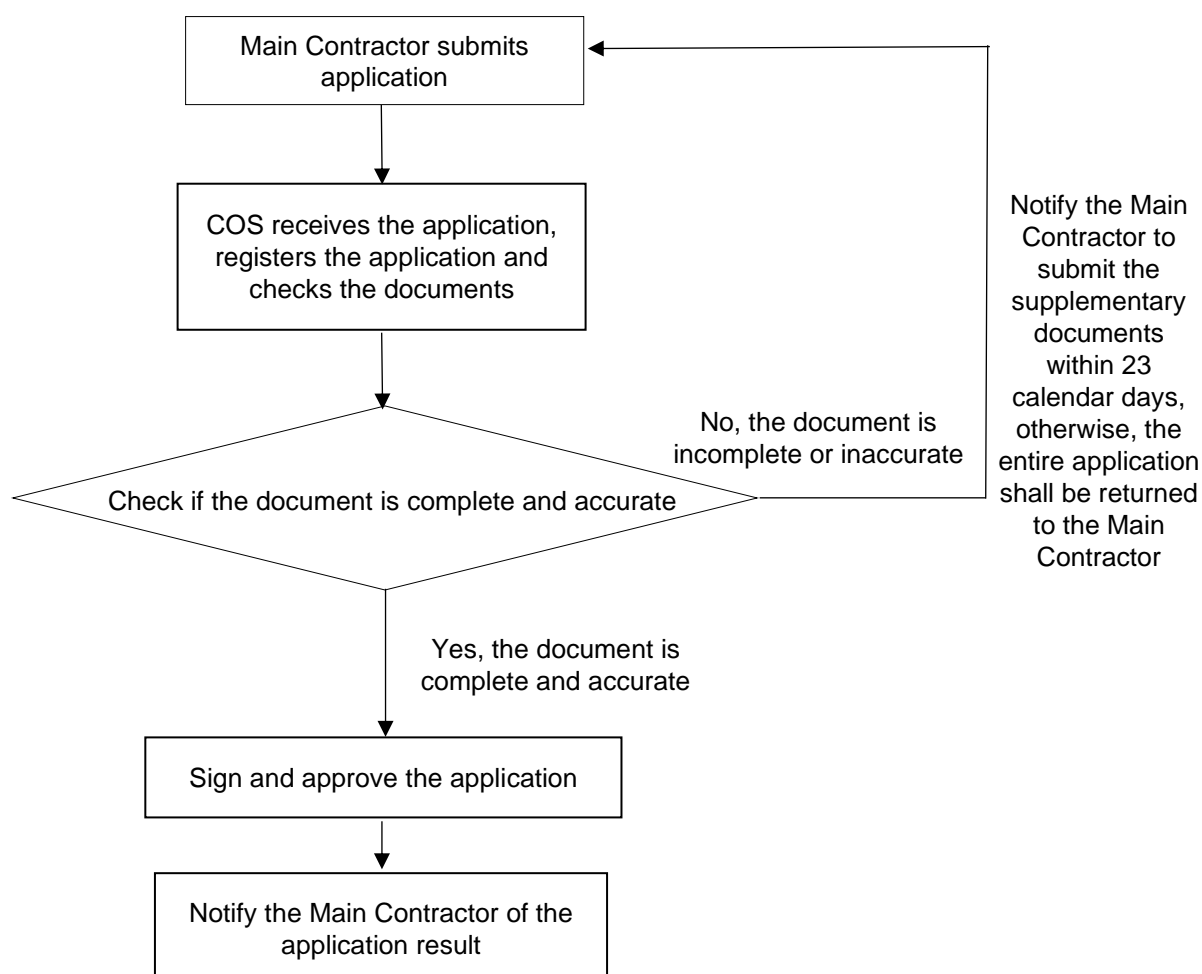 Main Contractor submits
application
COS receives the application,
registers the application and
checks the documents
Notify the Main
Contractor to
submit the
supplementary
documents
within 23
calendar days,
otherwise, the
entire application
shall be returned
to the Main
Contractor
No, the document is
incomplete or inaccurate
Check if the document is complete and accurate
Yes, the document is
complete and accurate
Sign and approve the application
Notify the Main Contractor of the
application result